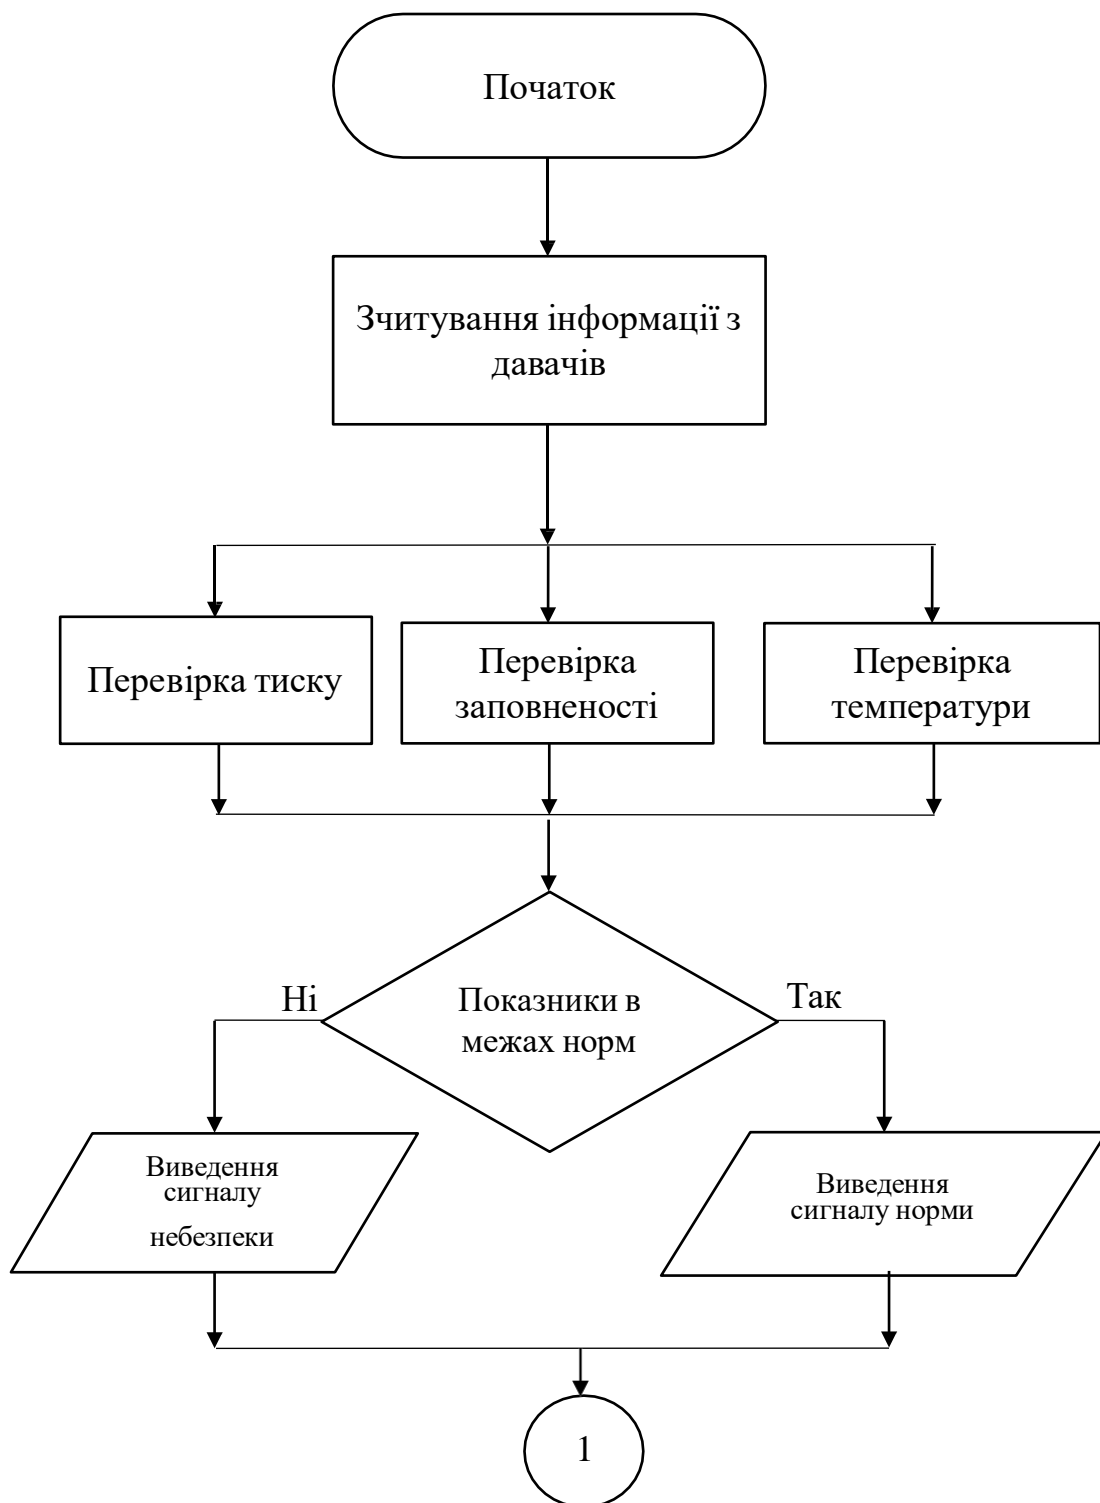 Початок
Зчитування інформації з
давачів
Перевірка тиску
Перевірка
заповненості
Перевірка
температури
Ні
Показники в
межах норм
Так
Виведення
сигналу
небезпеки
Виведення
сигналу норми
1